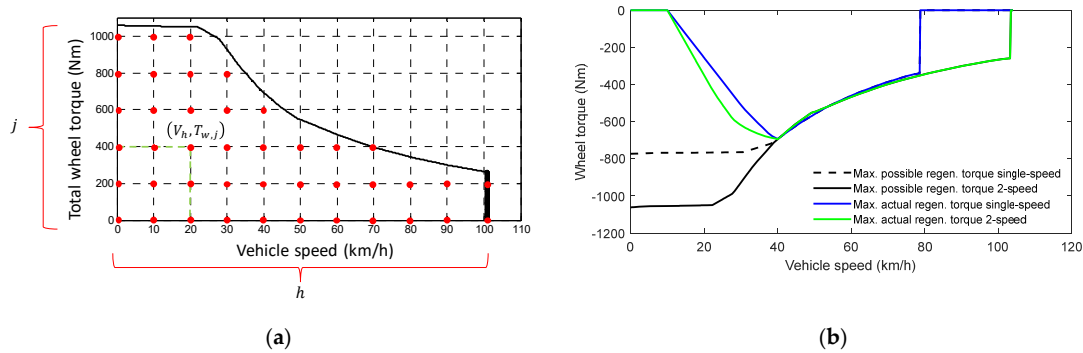 Total wheel torque (Nm)
1000
800
600
400
200
0
(V_h, T_{w,j})
j
0 10 20 30 40 50 60 70 80 90 100 110
Vehicle speed (km/h)
h
(a)
Wheel torque (Nm)
0
-200
-400
-600
-800
-1000
-1200
Max. possible regen. torque single-speed
Max. possible regen. torque 2-speed
Max. actual regen. torque single-speed
Max. actual regen. torque 2-speed
0 20 40 60 80 100 120
Vehicle speed (km/h)
(b)